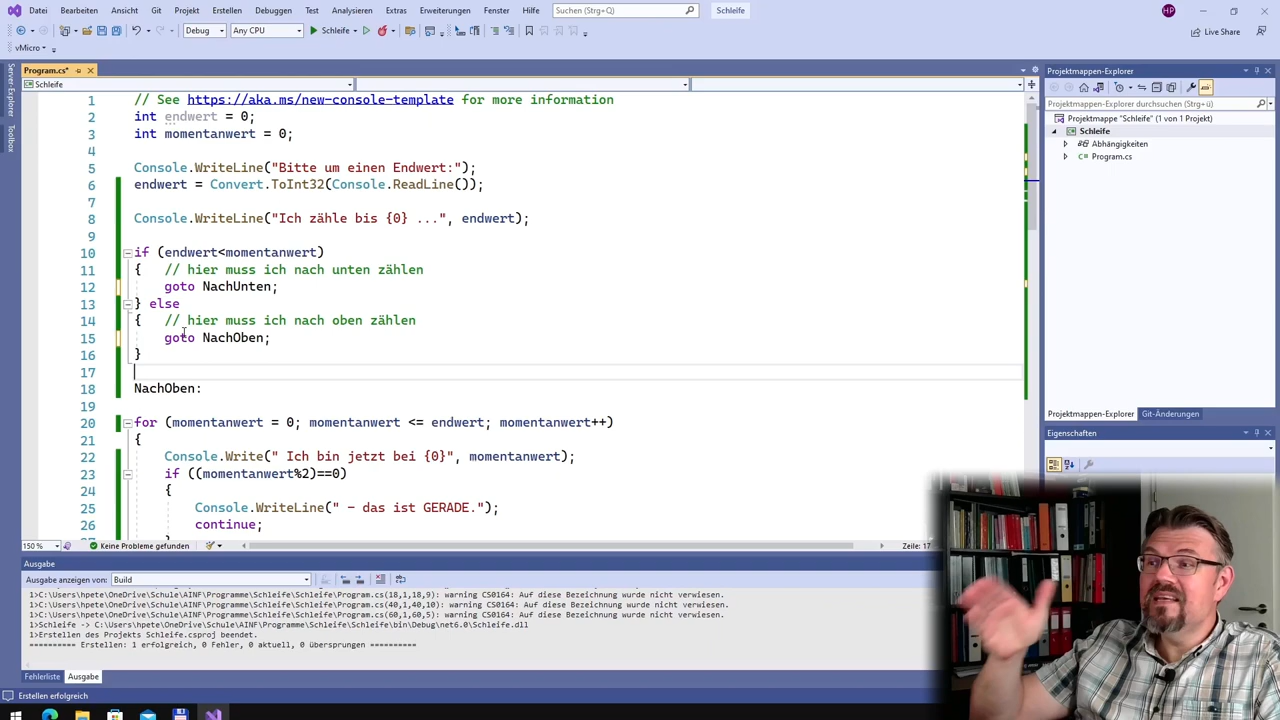 Datei Bearbeiten Ansicht Git Projekt Erstellen Debuggen Test Analysieren Extras Erweiterungen Fenster Hilfe Suchen (Strg+Q) Schleife HP
Debug Any CPU Schleife Live Share
vMicro
Server-Explorer
Toolbox
Program.cs*
Schleife
1 // See https://aka.ms/new-console-template for more information
2 int endwert = 0;
3 int momentanwert = 0;
4
5 Console.WriteLine("Bitte um einen Endwert:");
6 endwert = Convert.ToInt32(Console.ReadLine());
7
8 Console.WriteLine("Ich zähle bis {0} ...", endwert);
9
10 if (endwert<momentanwert)
11 { // hier muss ich nach unten zählen
12 goto NachUnten;
13 } else
14 { // hier muss ich nach oben zählen
15 goto NachOben;
16 }
17
18 NachOben:
19
20 for (momentanwert = 0; momentanwert <= endwert; momentanwert++)
21 {
22 Console.Write(" Ich bin jetzt bei {0}", momentanwert);
23 if ((momentanwert%2)==0)
24 {
25 Console.WriteLine(" - das ist GERADE.");
26 continue;
150 % Keine Probleme gefunden Zeile: 17
Ausgabe
Ausgabe anzeigen von: Build
1>C:\Users\hpete\OneDrive\Schule\AINF\Programme\Schleife\Schleife\Program.cs(18,1,18,9): warning CS0164: Auf diese Bezeichnung wurde nicht verwiesen.
1>C:\Users\hpete\OneDrive\Schule\AINF\Programme\Schleife\Schleife\Program.cs(40,1,40,10): warning CS0164: Auf diese Bezeichnung wurde nicht verwiesen.
1>C:\Users\hpete\OneDrive\Schule\AINF\Programme\Schleife\Schleife\Program.cs(60,1,60,5): warning CS0164: Auf diese Bezeichnung wurde nicht verwiesen.
1>Schleife -> C:\Users\hpete\OneDrive\Schule\AINF\Programme\Schleife\Schleife\bin\Debug\net6.0\Schleife.dll
1>Erstellen des Projekts Schleife.csproj beendet.
========== Erstellen: 1 erfolgreich, 0 Fehler, 0 aktuell, 0 übersprungen ==========
Fehlerliste Ausgabe
Erstellen erfolgreich
Projektmappen-Explorer
Projektmappen-Explorer durchsuchen (Strg+ü)
Projektmappe "Schleife" (1 von 1 Projekt)
Schleife
Abhängigkeiten
Program.cs
Projektmappen-Explorer Git-Änderungen
Eigenschaften